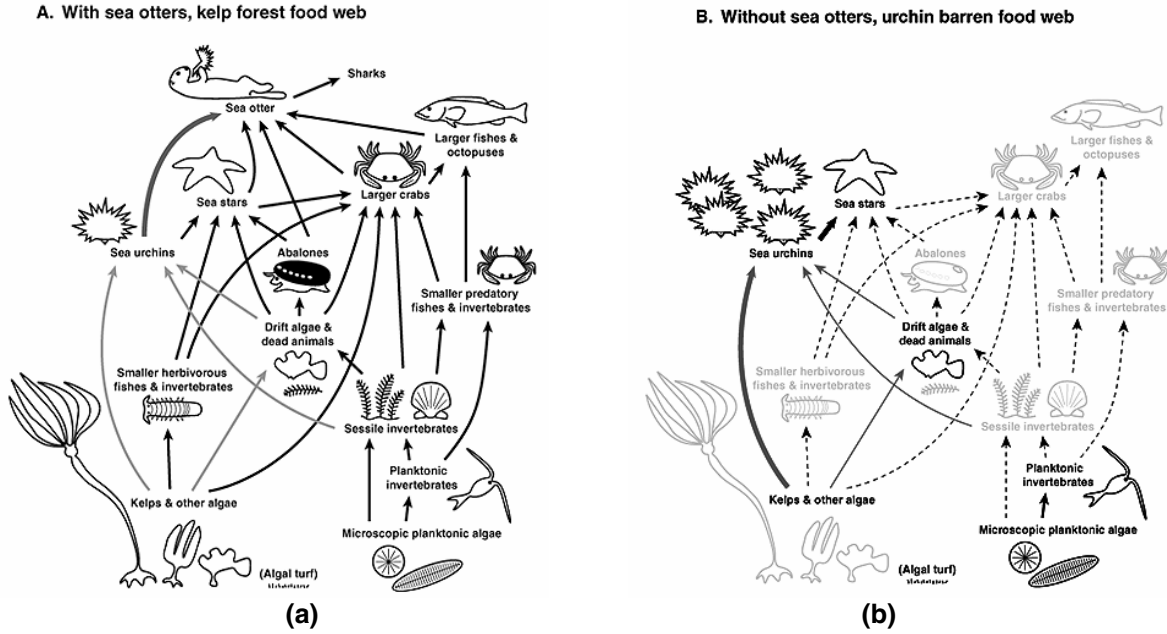 A. With sea otters, kelp forest food web
Sharks
Sea otter
Larger fishes &
octopuses
Sea stars
Larger crabs
Sea urchins
Abalones
Smaller predatory
fishes & invertebrates
Drift algae &
dead animals
Smaller herbivorous
fishes & invertebrates
Sessile invertebrates
Planktonic
invertebrates
Kelps & other algae
Microscopic planktonic algae
(Algal turf)
(a)
B. Without sea otters, urchin barren food web
Larger fishes &
octopuses
Larger crabs
Sea stars
Sea urchins
Abalones
Smaller predatory
fishes & invertebrates
Drift algae &
dead animals
Smaller herbivorous
fishes & invertebrates
Sessile invertebrates
Planktonic
invertebrates
Kelps & other algae
Microscopic planktonic algae
(Algal turf)
(b)